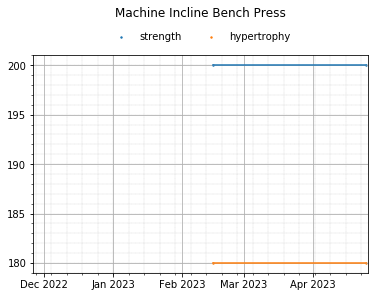 Machine Incline Bench Press
strength hypertrophy
200
195
190
185
180
Dec 2022 Jan 2023 Feb 2023 Mar 2023 Apr 2023